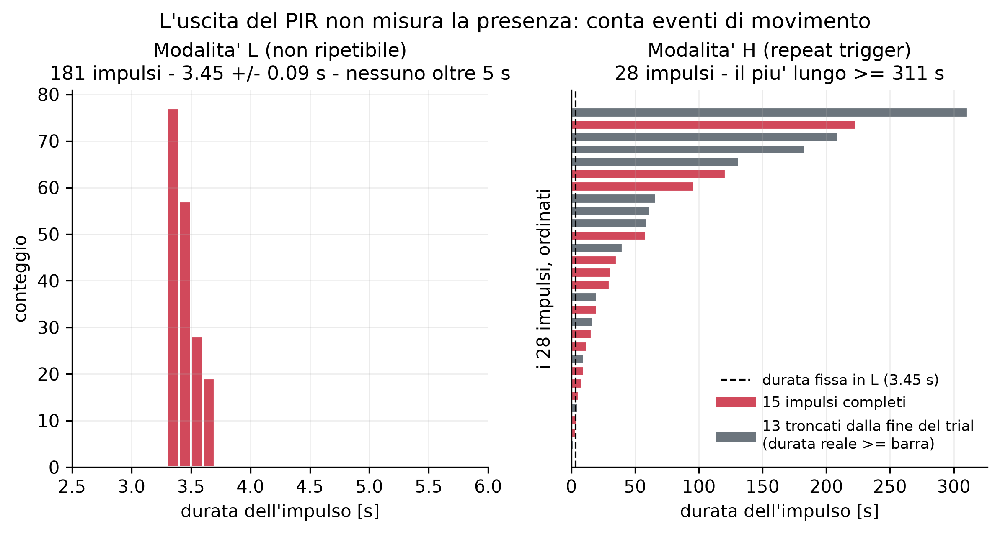 L'uscita del PIR non misura la presenza: conta eventi di movimento
Modalita' L (non ripetibile)
181 impulsi - 3.45 +/- 0.09 s - nessuno oltre 5 s
80
70
60
50
40
30
20
10
0
conteggio
2.5 3.0 3.5 4.0 4.5 5.0 5.5 6.0
durata dell'impulso [s]
Modalita' H (repeat trigger)
28 impulsi - il piu' lungo >= 311 s
i 28 impulsi, ordinati
durata fissa in L (3.45 s)
15 impulsi completi
13 troncati dalla fine del trial
(durata reale >= barra)
0 50 100 150 200 250 300
durata dell'impulso [s]